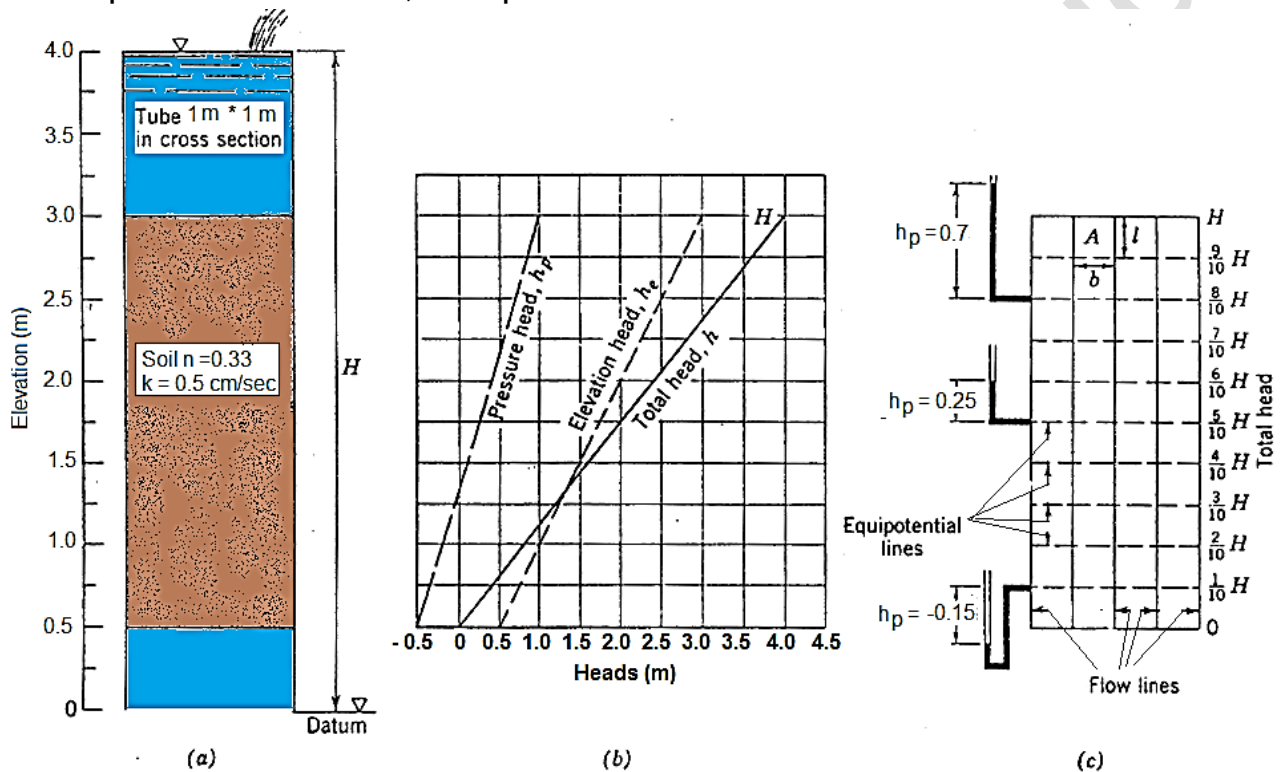 4.0
3.5
3.0
2.5
2.0
1.5
1.0
0.5
0
Elevation (m)
Tube 1 m * 1 m
in cross section
Soil n =0.33
k = 0.5 cm/sec
H
Datum
(a)
H
Pressure head, hp
Elevation head, he
Total head, h
- 0.5 0 0.5 1.0 1.5 2.0 2.5 3.0 3.5 4.0 4.5
Heads (m)
(b)
hp = 0.7
hp = 0.25
hp = -0.15
A
l
b
H
9/10 H
8/10 H
7/10 H
6/10 H
5/10 H
4/10 H
3/10 H
2/10 H
1/10 H
0
Total head
Equipotential
lines
Flow lines
(c)